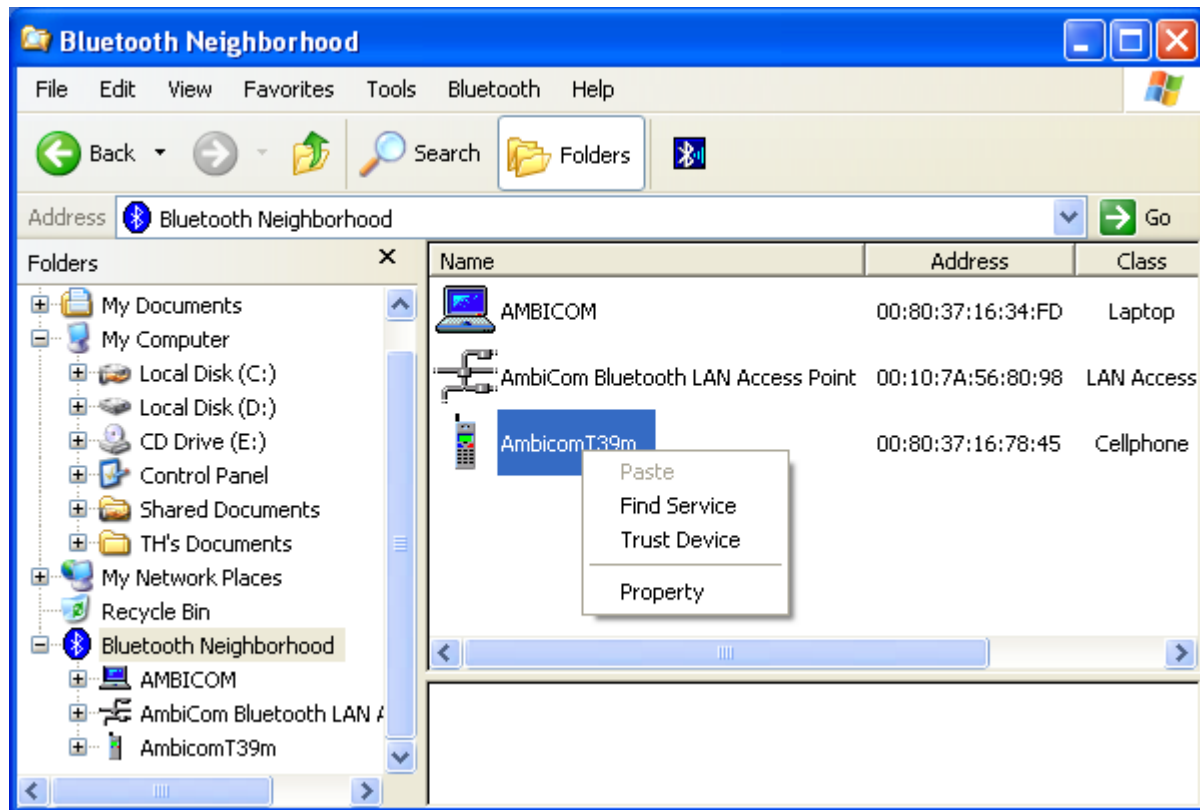 Bluetooth Neighborhood
File Edit View Favorites Tools Bluetooth Help
Back Search Folders
Address Bluetooth Neighborhood Go
Folders
My Documents
My Computer
Local Disk (C:)
Local Disk (D:)
CD Drive (E:)
Control Panel
Shared Documents
TH's Documents
My Network Places
Recycle Bin
Bluetooth Neighborhood
AMBICOM
AmbiCom Bluetooth LAN
AmbicomT39m
Name Address Class
AMBICOM 00:80:37:16:34:FD Laptop
AmbiCom Bluetooth LAN Access Point 00:10:7A:56:80:98 LAN Access
AmbicomT39m 00:80:37:16:78:45 Cellphone
Paste
Find Service
Trust Device
Property